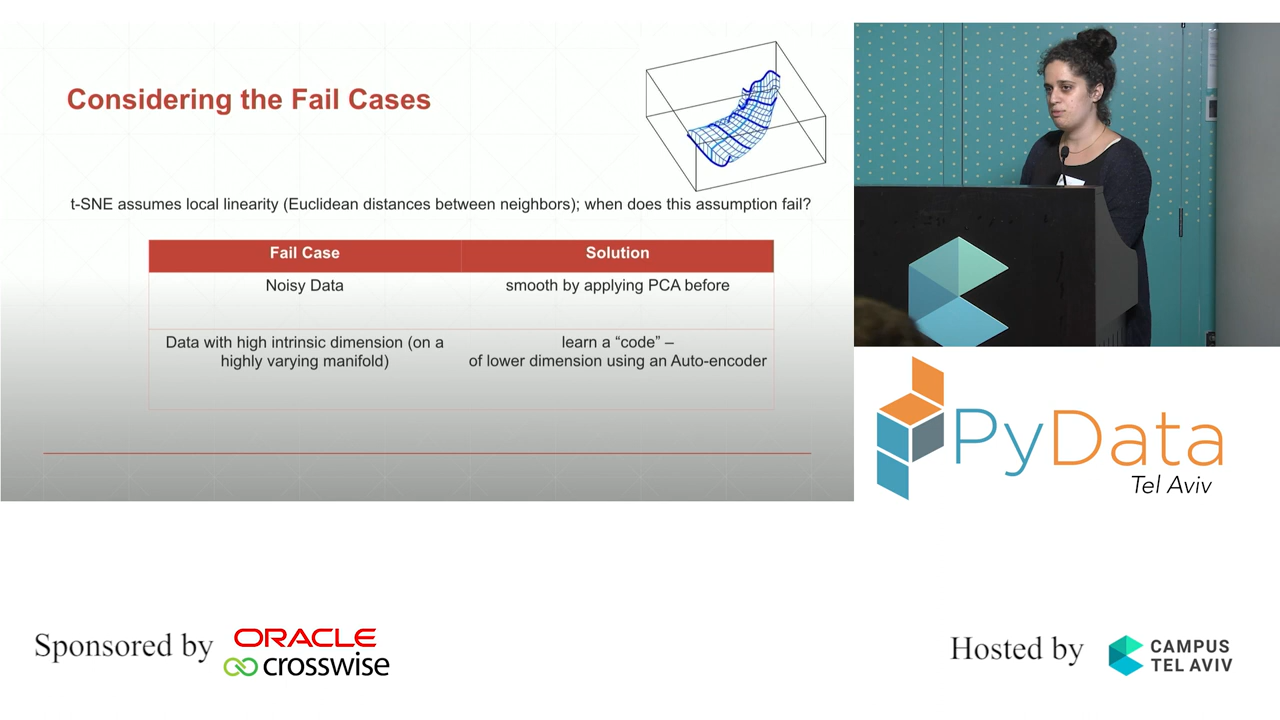 Considering the Fail Cases
t-SNE assumes local linearity (Euclidean distances between neighbors); when does this assumption fail?
Fail Case
Solution
Noisy Data
smooth by applying PCA before
Data with high intrinsic dimension (on a
highly varying manifold)
learn a “code” –
of lower dimension using an Auto-encoder
PyData
Tel Aviv
Sponsored by
ORACLE
crosswise
Hosted by
CAMPUS
TEL AVIV